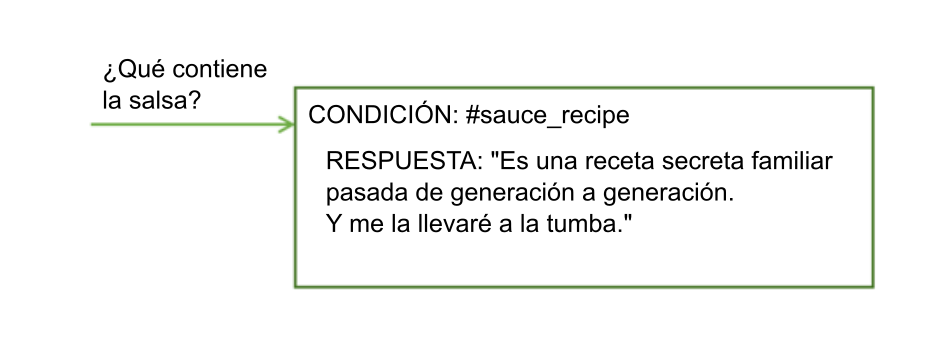 ¿Qué contiene
la salsa?
CONDICIÓN: #sauce_recipe
RESPUESTA: "Es una receta secreta familiar
pasada de generación a generación.
Y me la llevaré a la tumba."